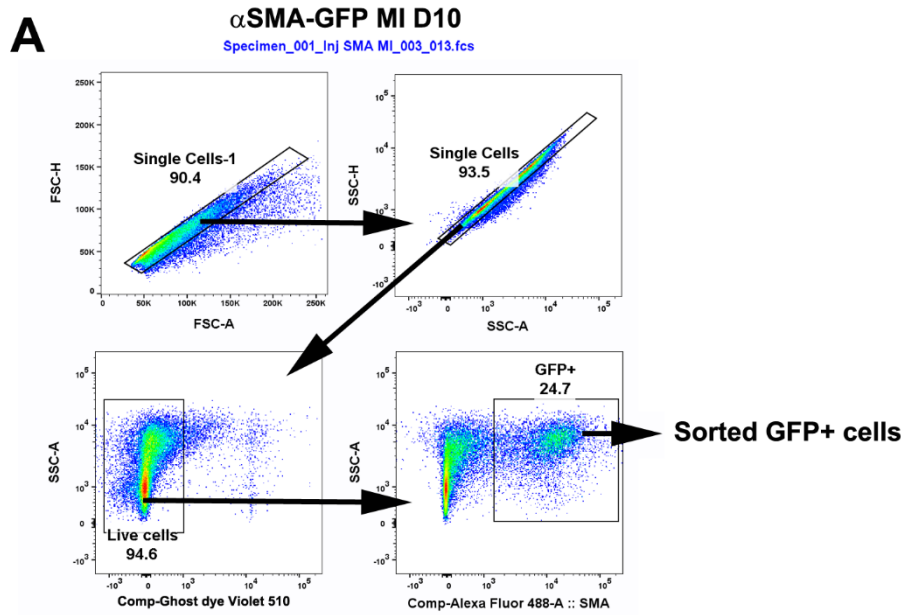 A
αSMA-GFP MI D10
Specimen_001_Inj SMA MI_003_013.fcs
250K
200K
150K
100K
50K
0
FSC-H
Single Cells-1
90.4
0
50K
100K
150K
200K
250K
FSC-A
10^5
10^4
10^3
0
-10^3
SSC-H
Single Cells
93.5
-10^3
0
10^3
10^4
10^5
SSC-A
10^5
10^4
10^3
0
-10^3
SSC-A
Live cells
94.6
-10^3
0
10^3
10^4
10^5
Comp-Ghost dye Violet 510
10^5
10^4
10^3
0
-10^3
SSC-A
GFP+
24.7
-10^3
0
10^3
10^4
10^5
Comp-Alexa Fluor 488-A :: SMA
Sorted GFP+ cells